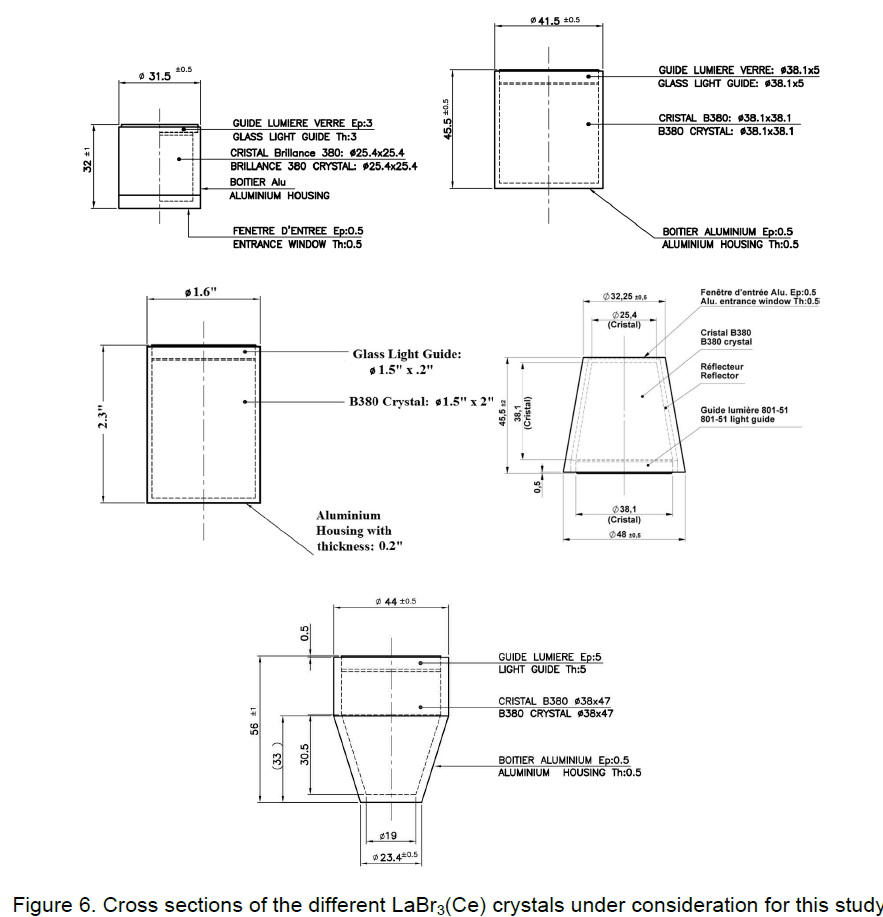 ø 31.5 ±0.5
32 ±1
GUIDE LUMIERE VERRE Ep:3
GLASS LIGHT GUIDE Th:3
CRISTAL Brillance 380: ø25.4x25.4
BRILLANCE 380 CRYSTAL: ø25.4x25.4
BOITIER Alu
ALUMINIUM HOUSING
FENETRE D'ENTREE Ep:0.5
ENTRANCE WINDOW Th:0.5
ø41.5 ±0.5
45.5 ±0.5
GUIDE LUMIERE VERRE: ø38.1x5
GLASS LIGHT GUIDE: ø38.1x5
CRISTAL B380: ø38.1x38.1
B380 CRYSTAL: ø38.1x38.1
BOITIER ALUMINIUM Ep:0.5
ALUMINIUM HOUSING Th:0.5
ø1.6"
2.3"
Glass Light Guide:
ø 1.5" x .2"
B380 Crystal: ø1.5" x 2"
Aluminium
Housing with
thickness: 0.2"
Ø32,25 ±0,5
Ø25,4
(Cristal)
Fenêtre d'entrée Alu. Ep:0.5
Alu. entrance window Th:0.5
Cristal B380
B380 crystal
Réflecteur
Reflector
Guide lumière 801-51
801-51 light guide
45,5 ±2
38,1
(Cristal)
0,5
Ø38,1
(Cristal)
Ø48 ±0,5
ø 44 ±0.5
0.5
56 ±1
(33 )
30.5
GUIDE LUMIERE Ep:5
LIGHT GUIDE Th:5
CRISTAL B380 ø38x47
B380 CRYSTAL ø38x47
BOITIER ALUMINIUM Ep:0.5
ALUMINIUM HOUSING Th:0.5
ø19
ø 23.4±0.5
Figure 6. Cross sections of the different LaBr₃(Ce) crystals under consideration for this study